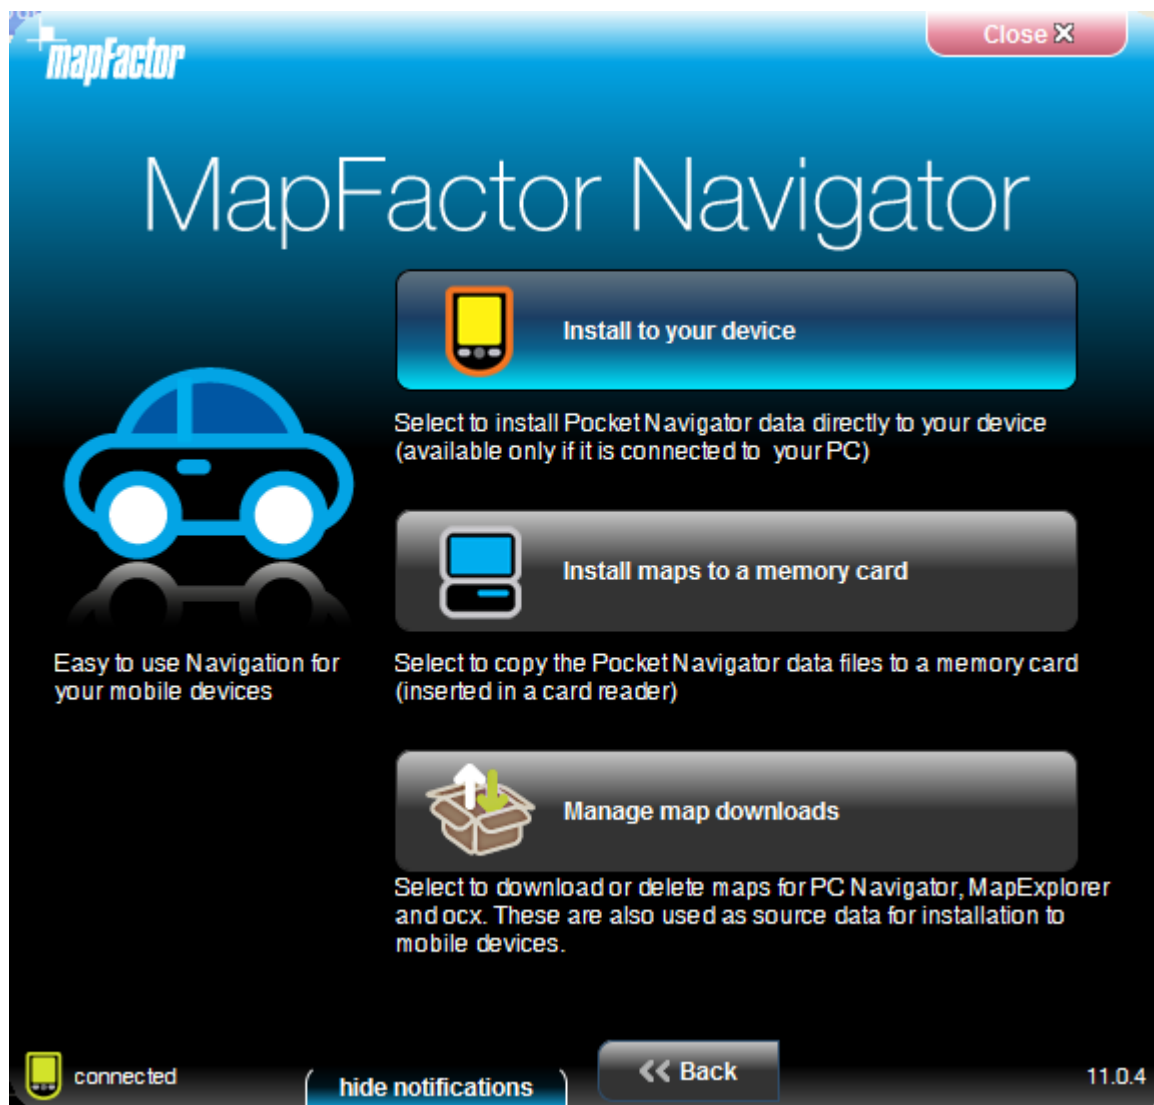 mapFactor
Close
MapFactor Navigator
Install to your device
Select to install Pocket Navigator data directly to your device
(available only if it is connected to your PC)
Install maps to a memory card
Easy to use Navigation for
your mobile devices
Select to copy the Pocket Navigator data files to a memory card
(inserted in a card reader)
Manage map downloads
Select to download or delete maps for PC Navigator, MapExplorer
and ocx. These are also used as source data for installation to
mobile devices.
connected
hide notifications
Back
11.0.4